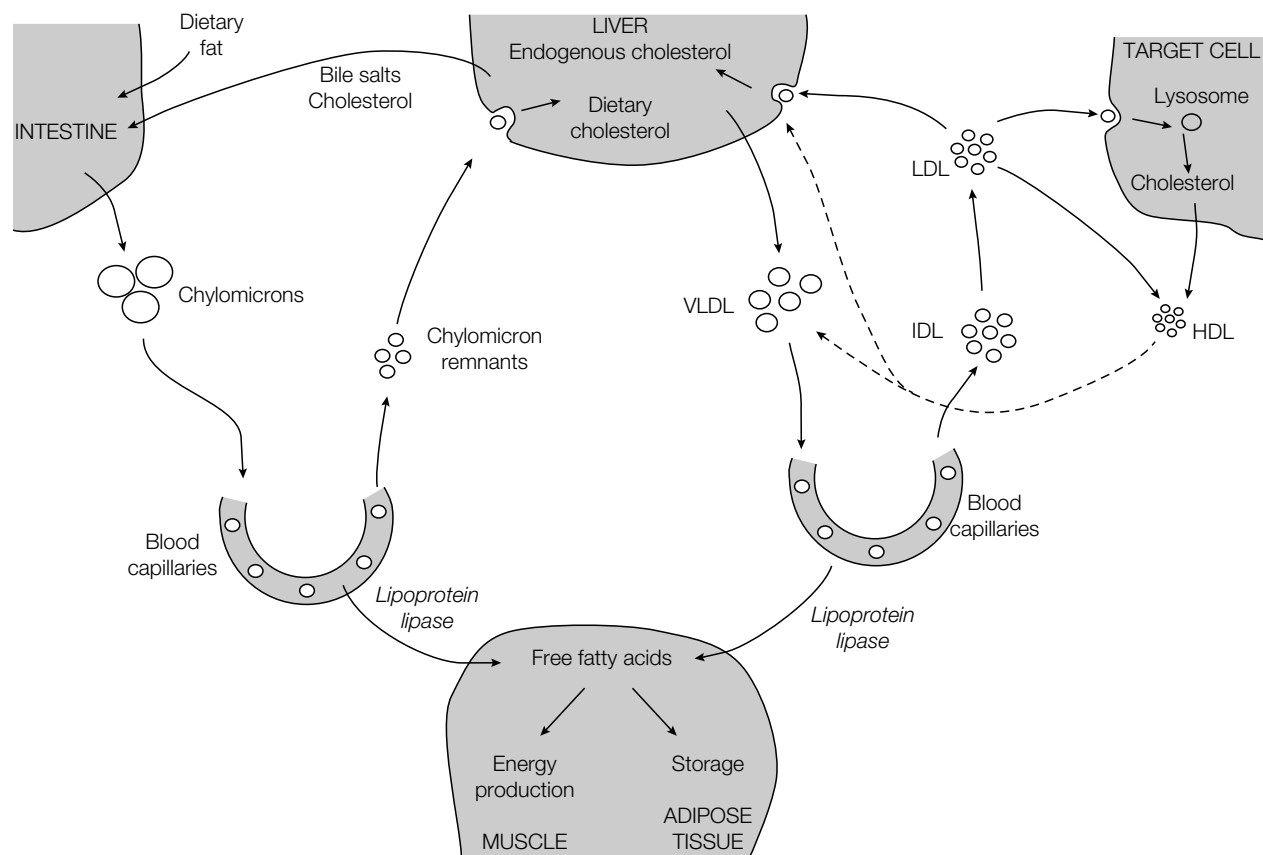 Dietary
fat
INTESTINE
Bile salts
Cholesterol
LIVER
Endogenous cholesterol
Dietary
cholesterol
TARGET CELL
Lysosome
Cholesterol
LDL
Chylomicrons
Chylomicron
remnants
VLDL
IDL
HDL
Blood
capillaries
Lipoprotein
lipase
Blood
capillaries
Lipoprotein
lipase
Free fatty acids
Energy
production
Storage
MUSCLE
ADIPOSE
TISSUE